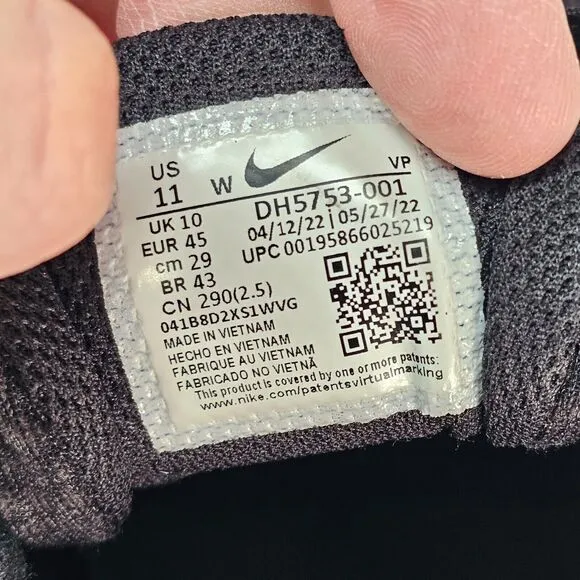 US
11 W VP
DH5753-001
04/12/22 | 05/27/22
UPC 00195866025219
UK 10
EUR 45
cm 29
BR 43
CN 290(2.5)
041B8D2XS1WVG
MADE IN VIETNAM
HECHO EN VIETNAM
FABRIQUE AU VIETNAM
FABRICADO NO VIETNÃ
This product is covered by one or more patents:
www.nike.com/patentsvirtualmarking